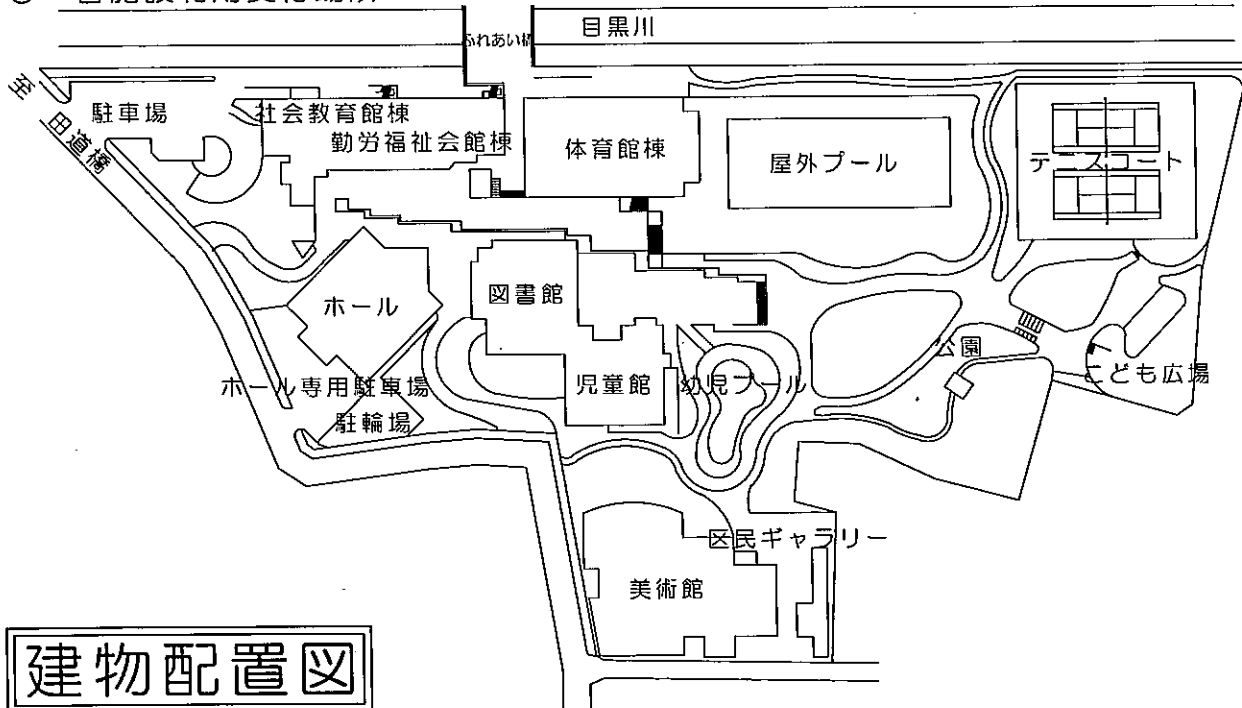 目黒川
ふれあい橋
至
田道橋
駐車場
社会教育館棟
勤労福祉会館棟
体育館棟
屋外プール
テニスコート
図書館
ホール
公園
こども広場
ホール専用駐車場
児童館
幼児プール
駐輪場
区民ギャラリー
美術館
建物配置図